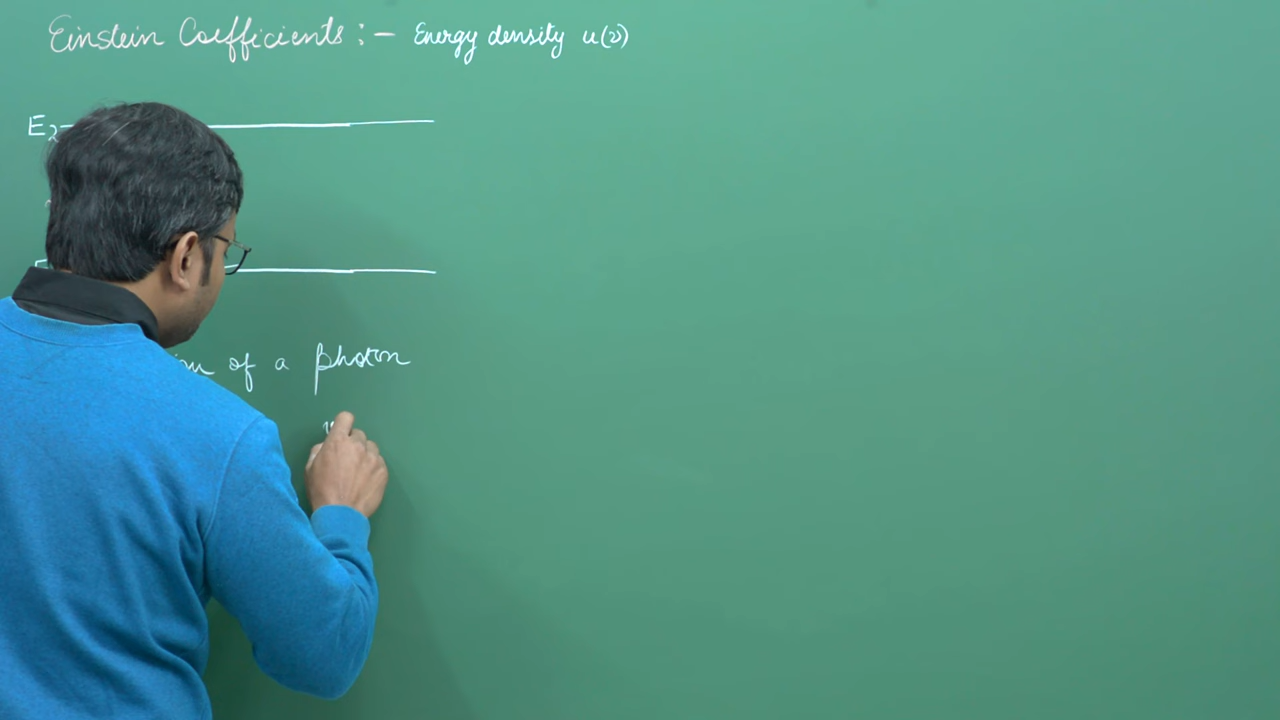 Einstein Coefficients :- Energy density u(ν)
E₂
of a photon